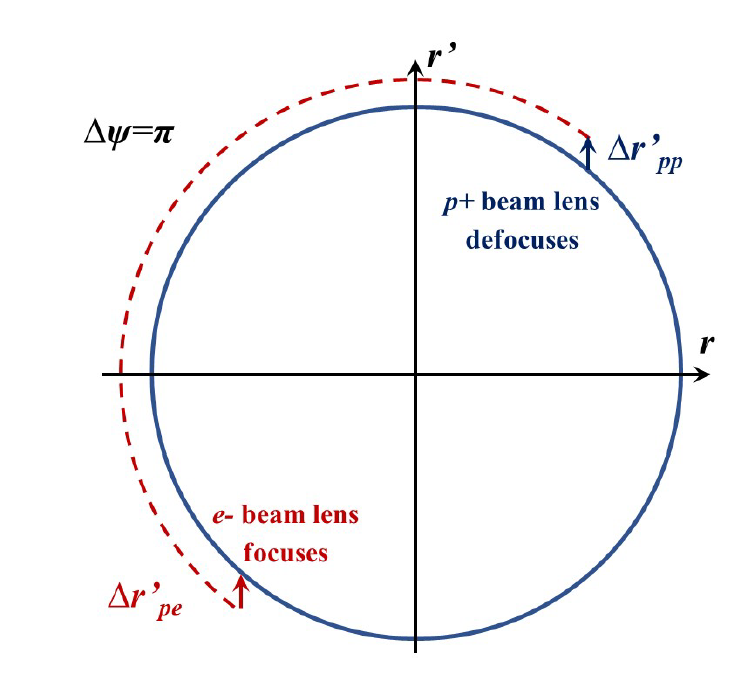 r’
Δψ=π
Δr’pp
p+ beam lens
defocuses
r
e- beam lens
focuses
Δr’pe